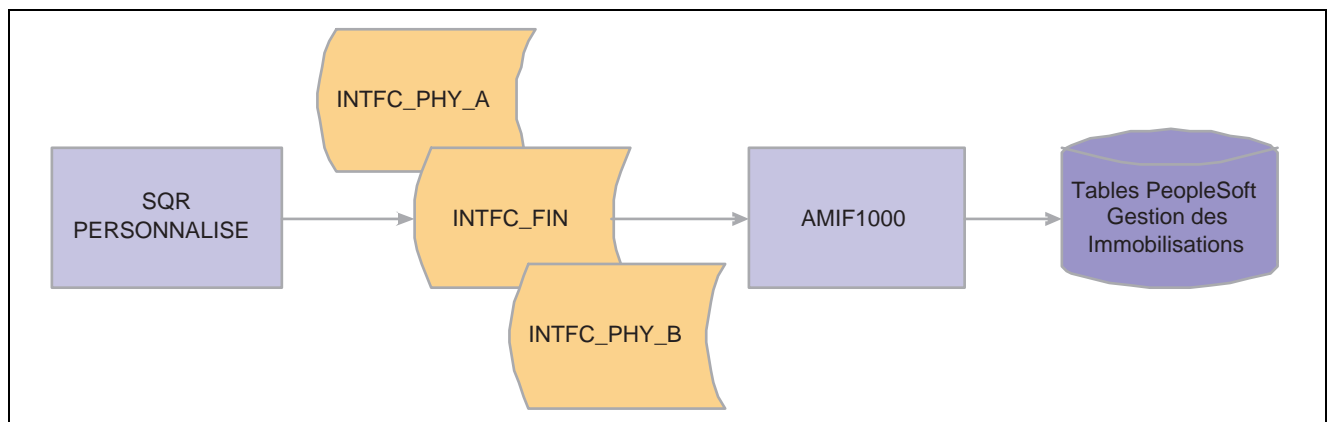 INTFC_PHY_A
SQR
PERSONNALISE
INTFC_FIN
AMIF1000
Tables PeopleSoft
Gestion des
Immobilisations
INTFC_PHY_B